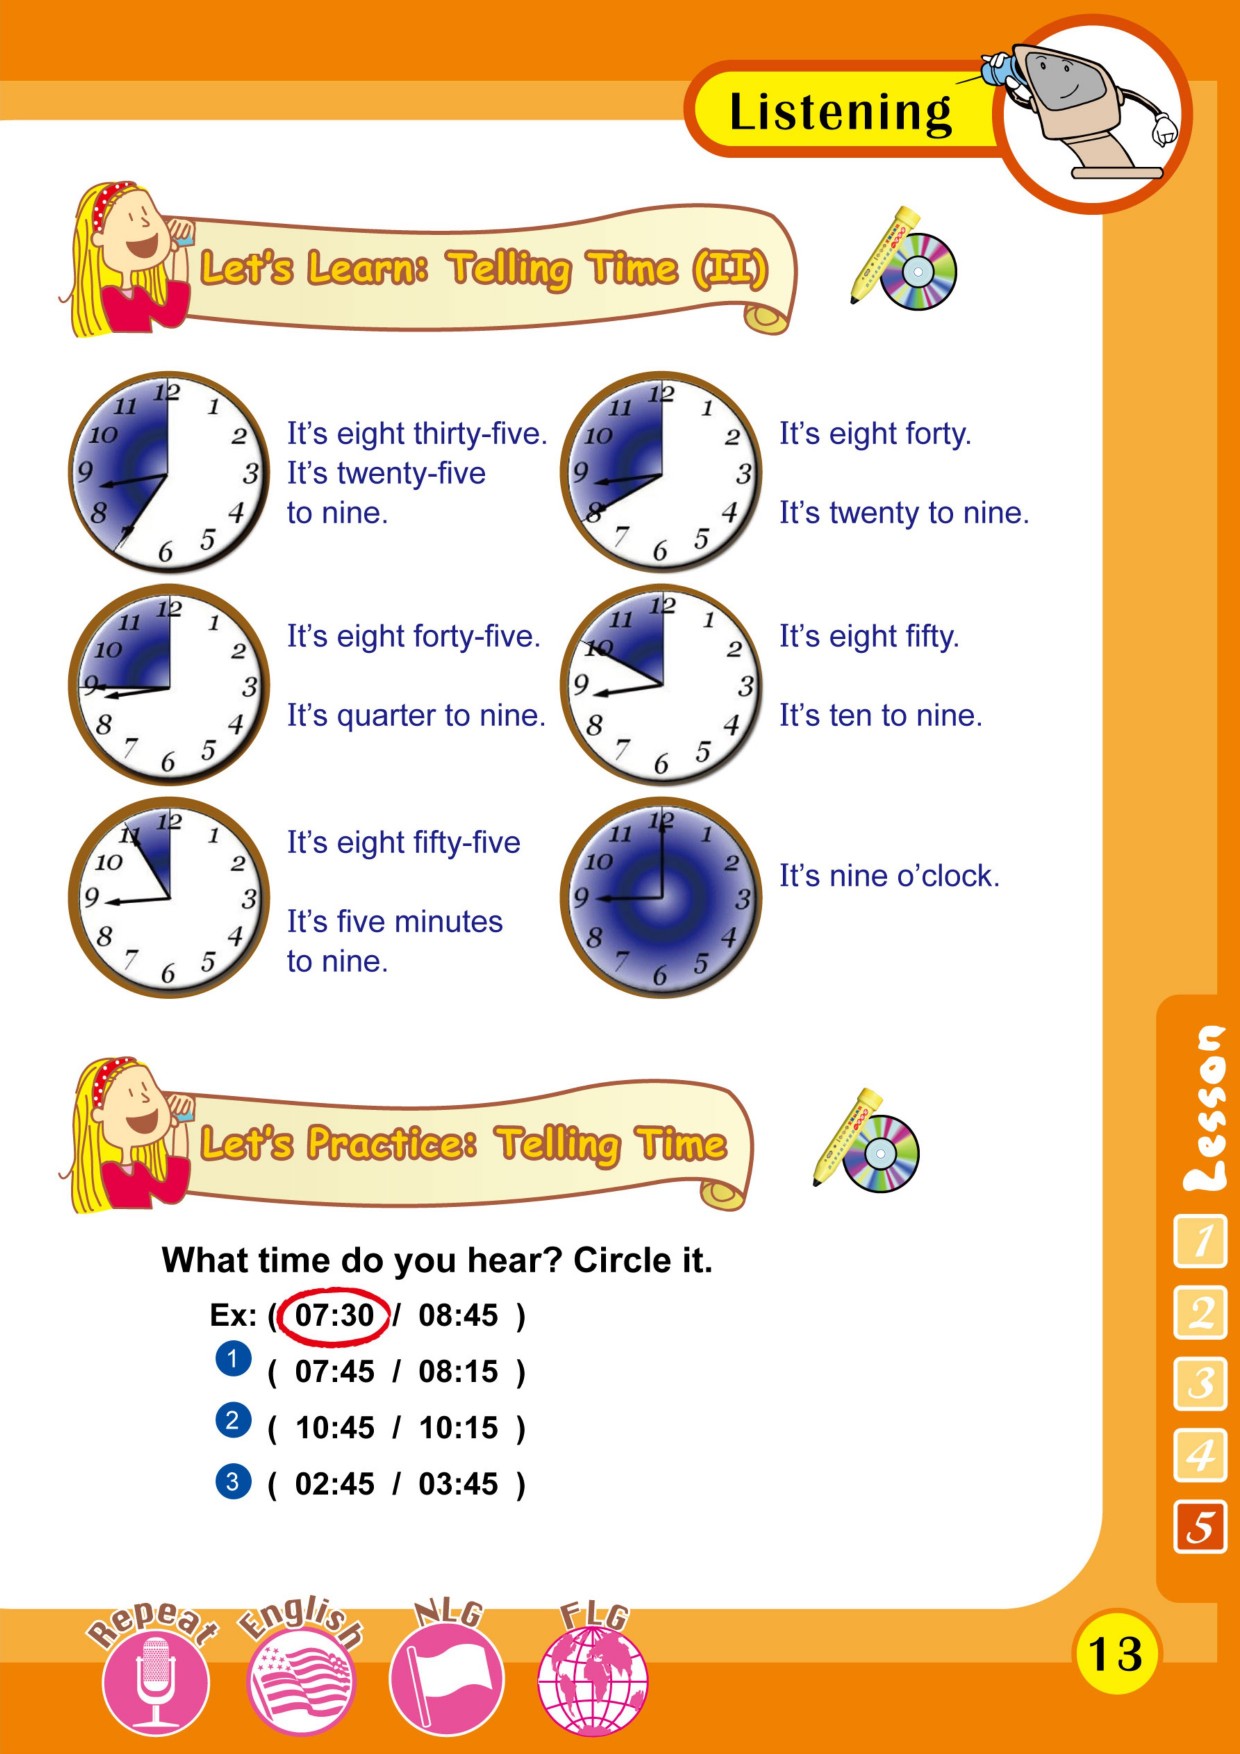 Listening
Let's Learn: Telling Time (II)
12 1 2 3 4 5 6 7 8 9 10 11
It's eight thirty-five.
It's twenty-five
to nine.
12 1 2 3 4 5 6 7 8 9 10 11
It's eight forty.
It's twenty to nine.
12 1 2 3 4 5 6 7 8 9 10 11
It's eight forty-five.
It's quarter to nine.
12 1 2 3 4 5 6 7 8 9 10 11
It's eight fifty.
It's ten to nine.
12 1 2 3 4 5 6 7 8 9 10 11
It's eight fifty-five
It's five minutes
to nine.
12 1 2 3 4 5 6 7 8 9 10 11
It's nine o'clock.
Let's Practice: Telling Time
What time do you hear? Circle it.
Ex: ( 07:30 / 08:45 )
1 ( 07:45 / 08:15 )
2 ( 10:45 / 10:15 )
3 ( 02:45 / 03:45 )
Lesson
1
2
3
4
5
Repeat
English
NLG
FLG
13